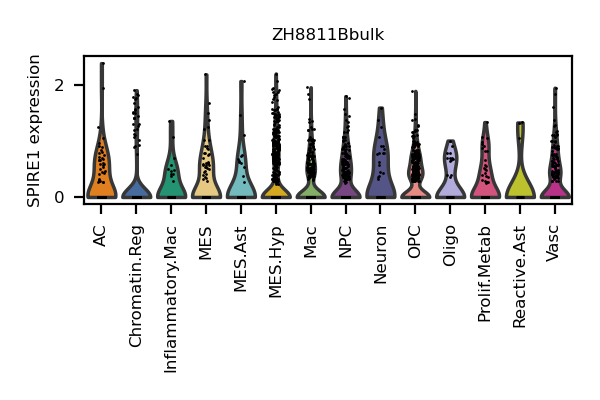 ZH8811Bbulk
SPIRE1 expression
2
0
AC
Chromatin.Reg
Inflammatory.Mac
MES
MES.Ast
MES.Hyp
Mac
NPC
Neuron
OPC
Oligo
Prolif.Metab
Reactive.Ast
Vasc